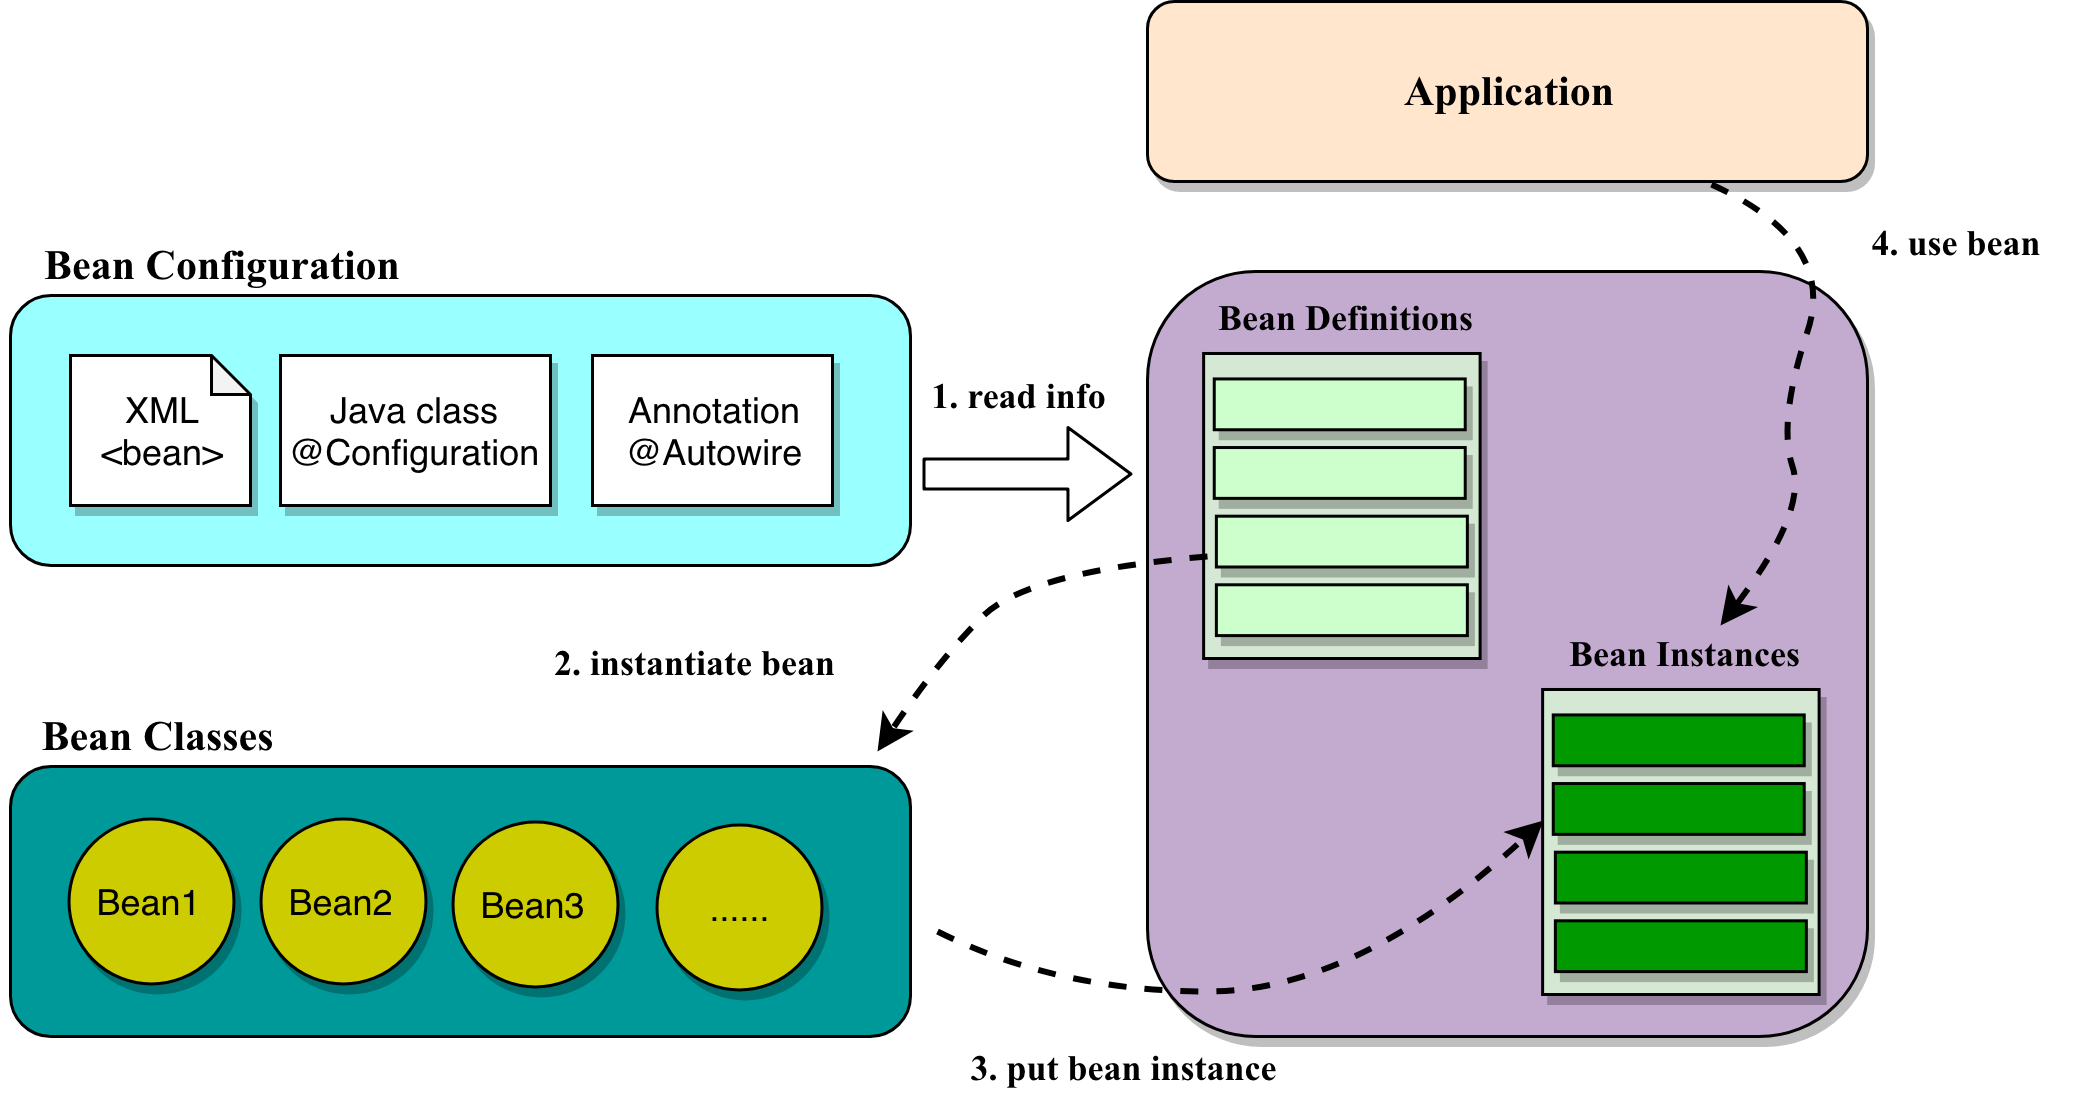 Application
4. use bean
Bean Configuration
XML
<bean>
Java class
@Configuration
Annotation
@Autowire
1. read info
Bean Definitions
2. instantiate bean
Bean Instances
Bean Classes
Bean1
Bean2
Bean3
......
3. put bean instance